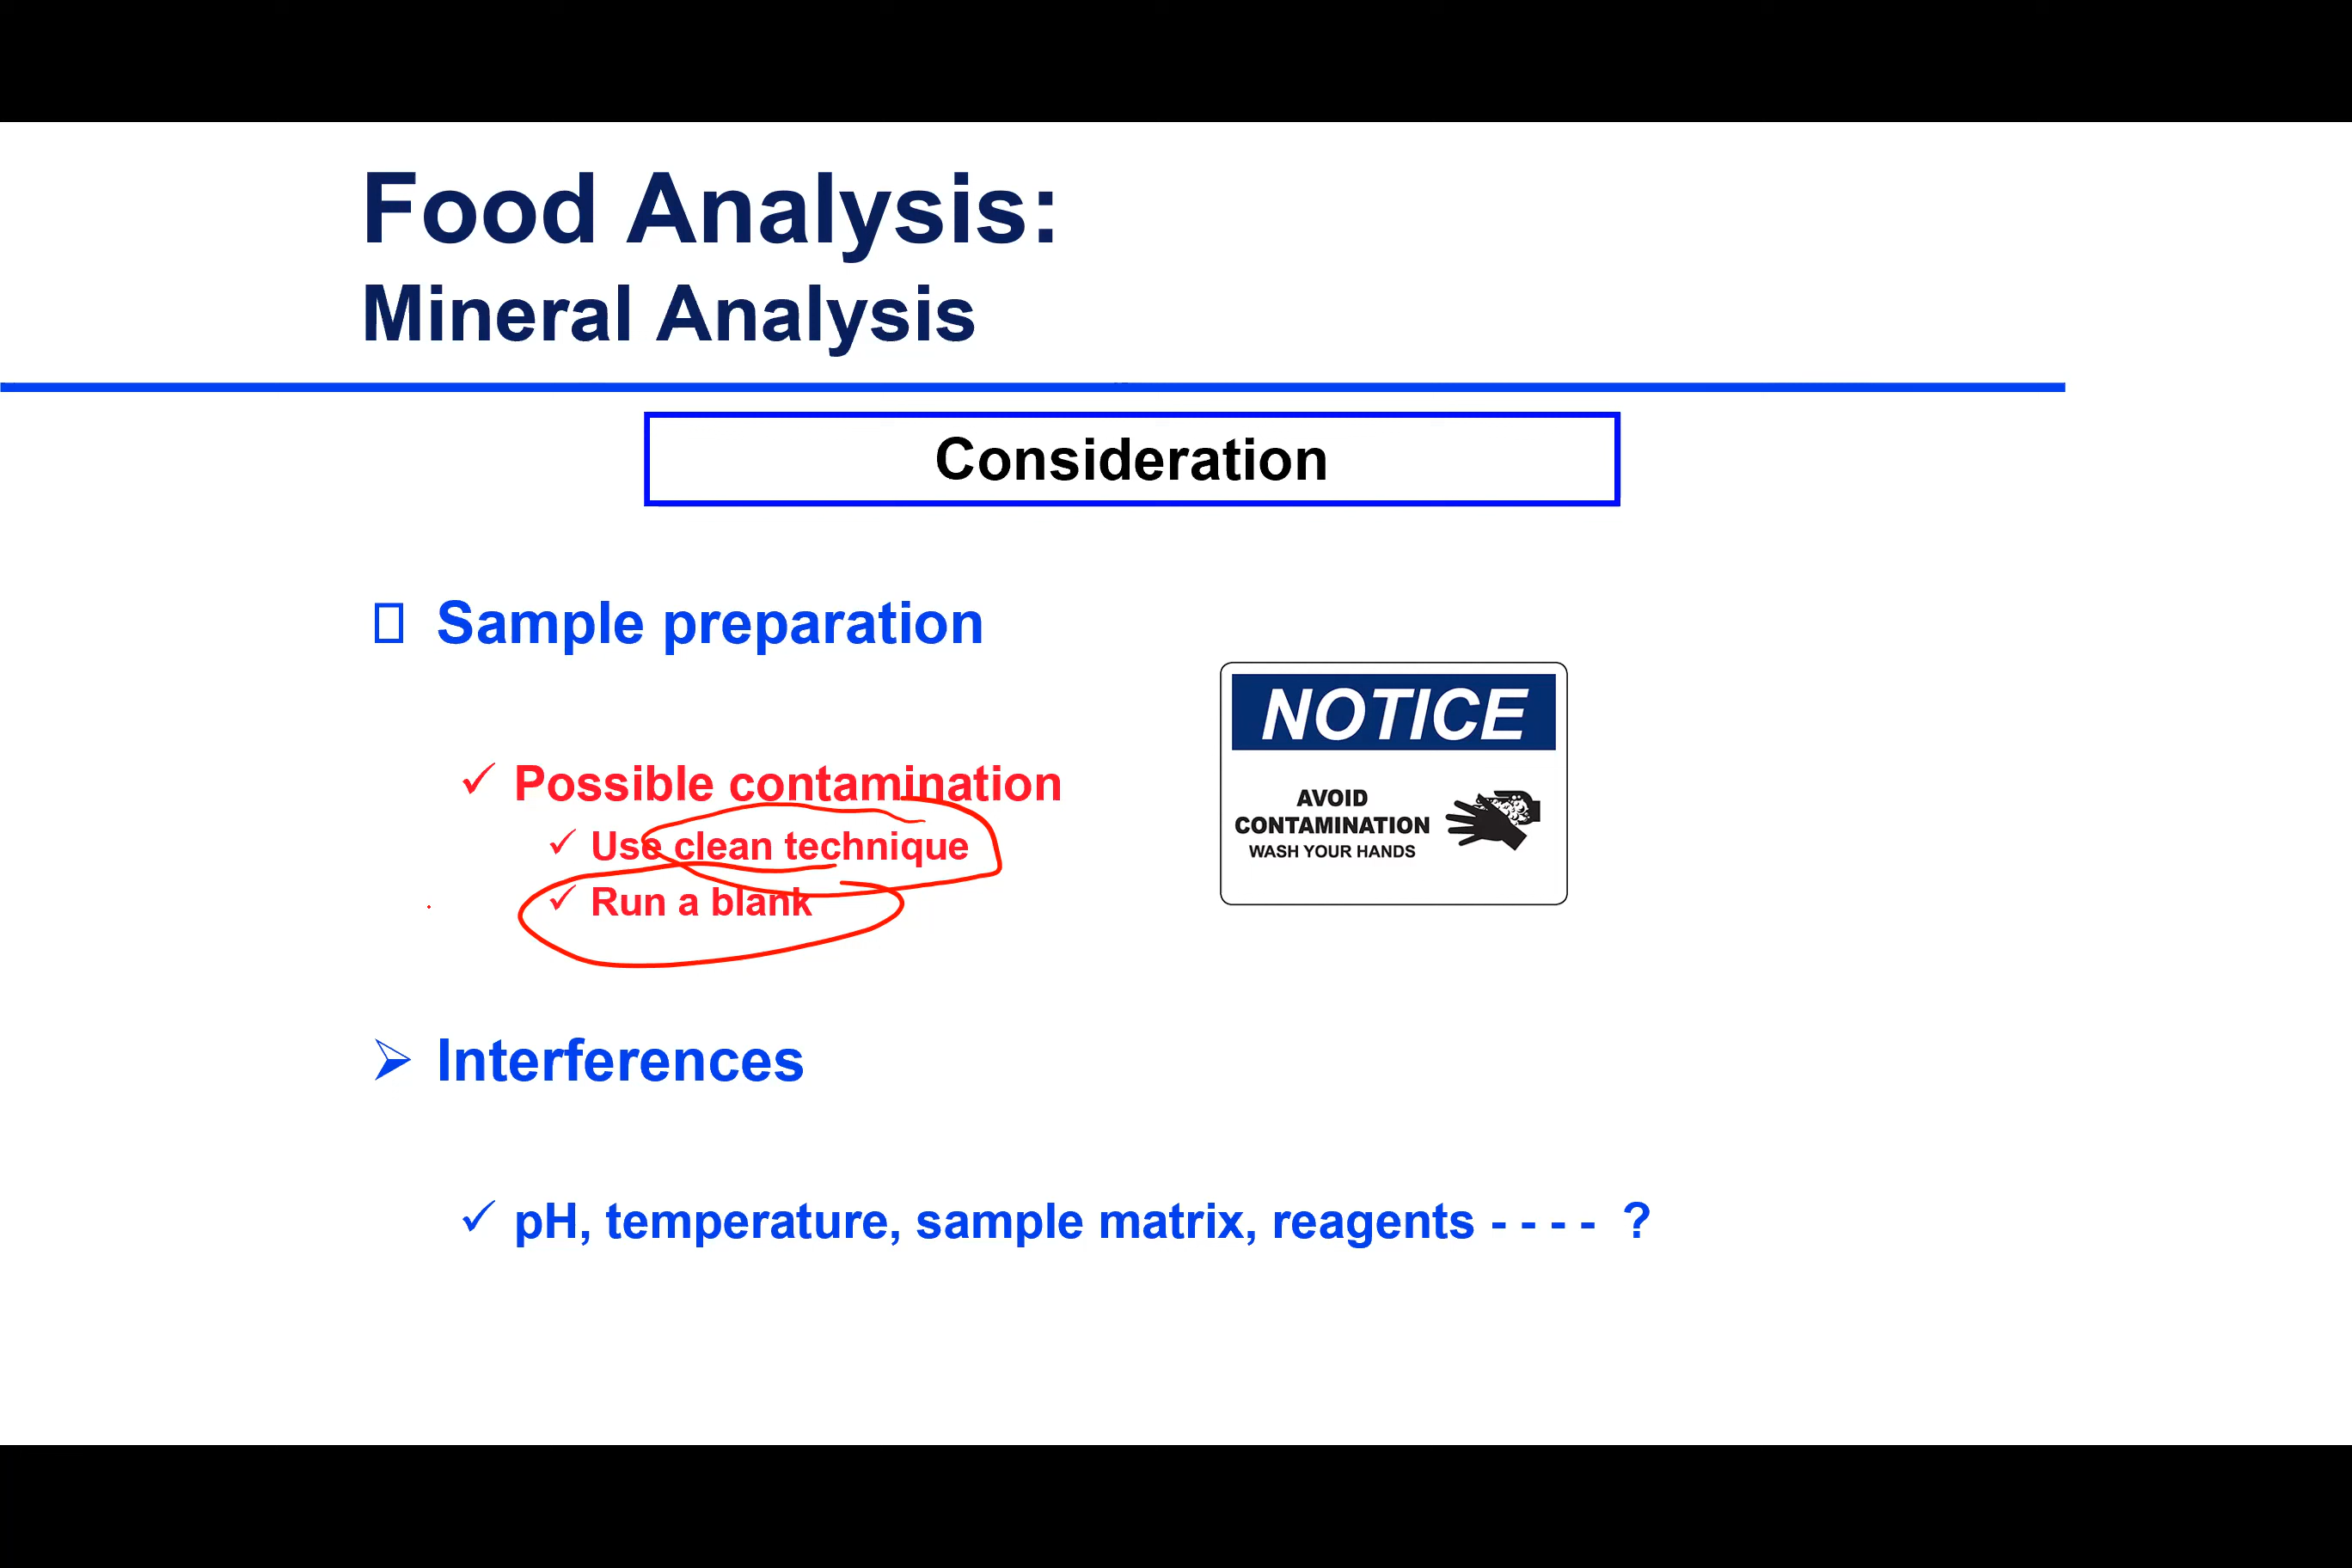 Food Analysis:
Mineral Analysis
Consideration
Sample preparation
✓ Possible contamination
✓ Use clean technique
✓ Run a blank
NOTICE
AVOID
CONTAMINATION
WASH YOUR HANDS
Interferences
✓ pH, temperature, sample matrix, reagents - - - - ?